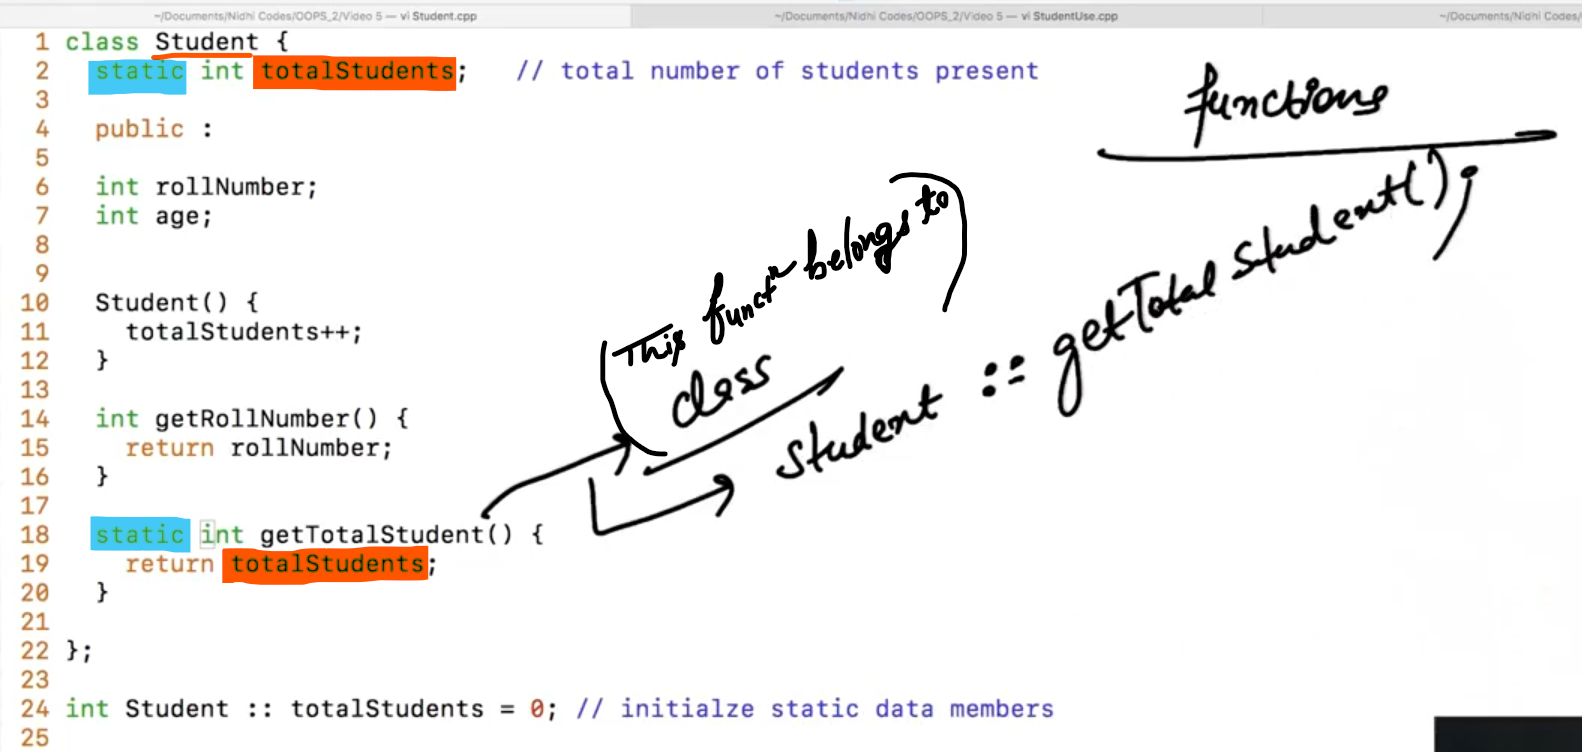 ~/Documents/Nidhi Codes/OOPS_2/Video 5 — vi Student.cpp
~/Documents/Nidhi Codes/OOPS_2/Video 5 — vi StudentUse.cpp
~/Documents/Nidhi Codes/
1 class Student {
2 static int totalStudents; // total number of students present
3
4 public :
5
6 int rollNumber;
7 int age;
8
9
10 Student() {
11 totalStudents++;
12 }
13
14 int getRollNumber() {
15 return rollNumber;
16 }
17
18 static int getTotalStudent() {
19 return totalStudents;
20 }
21
22 };
23
24 int Student :: totalStudents = 0; // initialze static data members
25
functions
(This functn belongs to
class)
Student :: getTotalStudent();